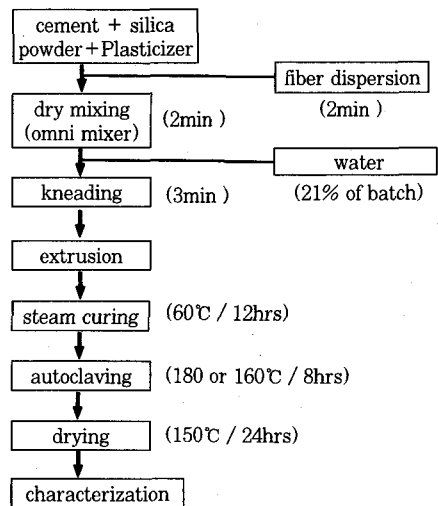 cement + silica
powder+Plasticizer
fiber dispersion
(2min)
dry mixing
(omni mixer)
(2min )
water
(21% of batch)
kneading
(3min )
extrusion
steam curing
(60℃ / 12hrs)
autoclaving
(180 or 160℃ / 8hrs)
drying
(150℃ / 24hrs)
characterization